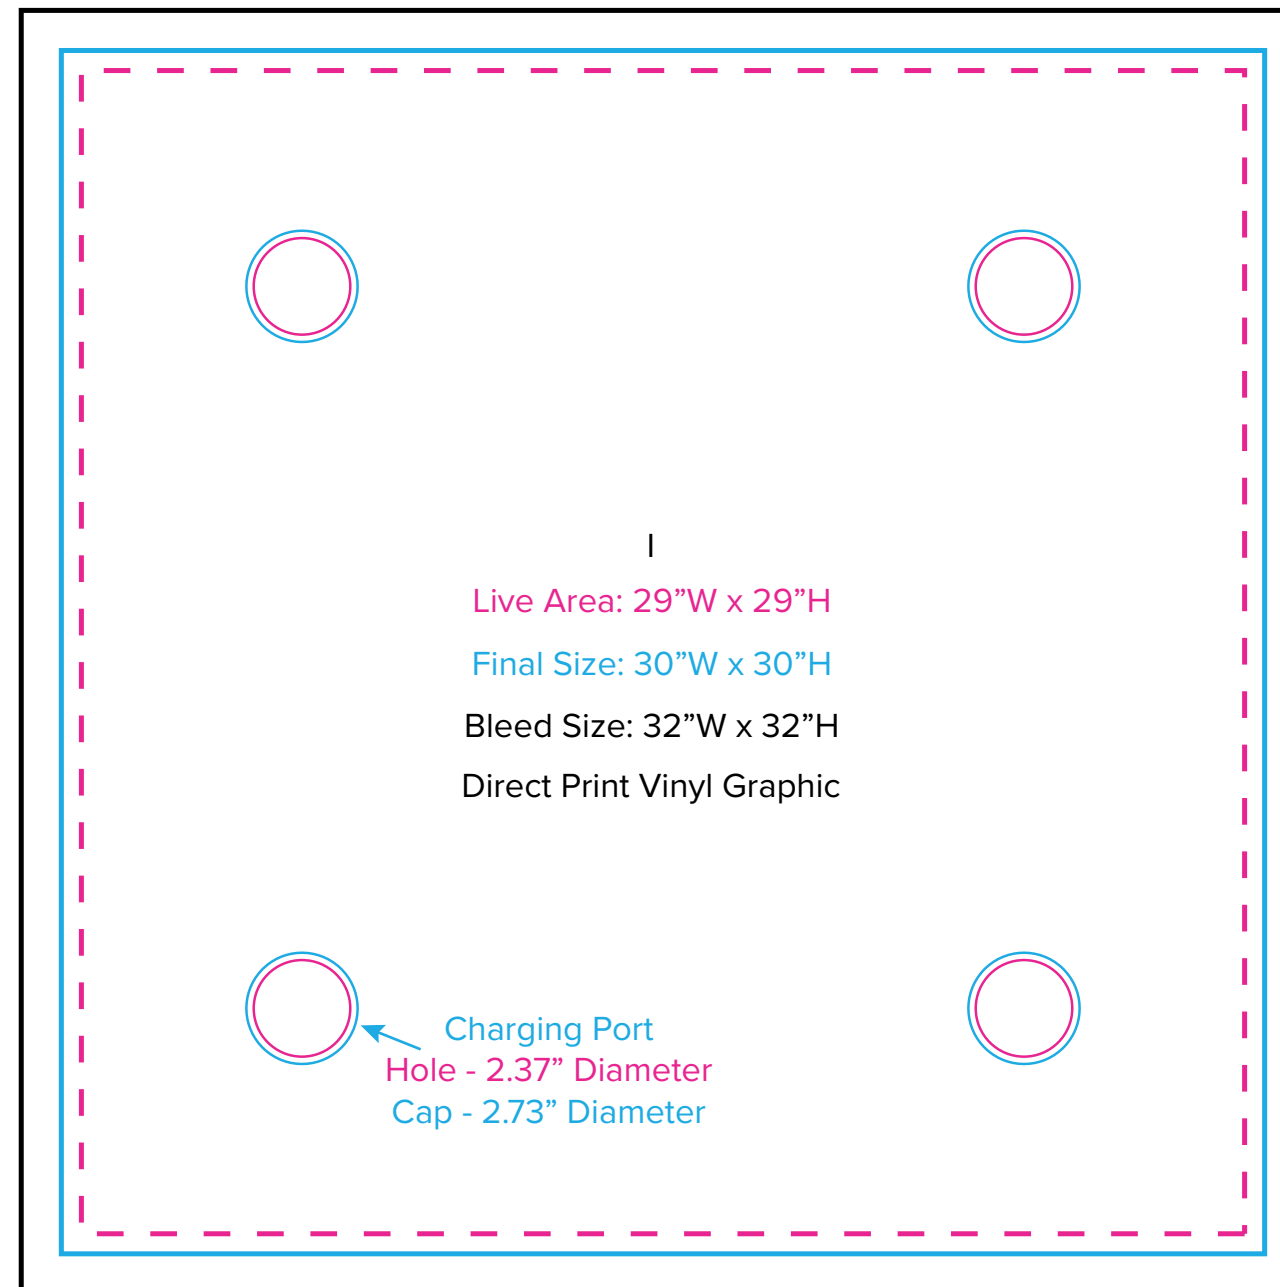 I
Live Area: 29”W x 29”H
Final Size: 30”W x 30”H
Bleed Size: 32”W x 32”H
Direct Print Vinyl Graphic
Charging Port
Hole - 2.37” Diameter
Cap - 2.73” Diameter